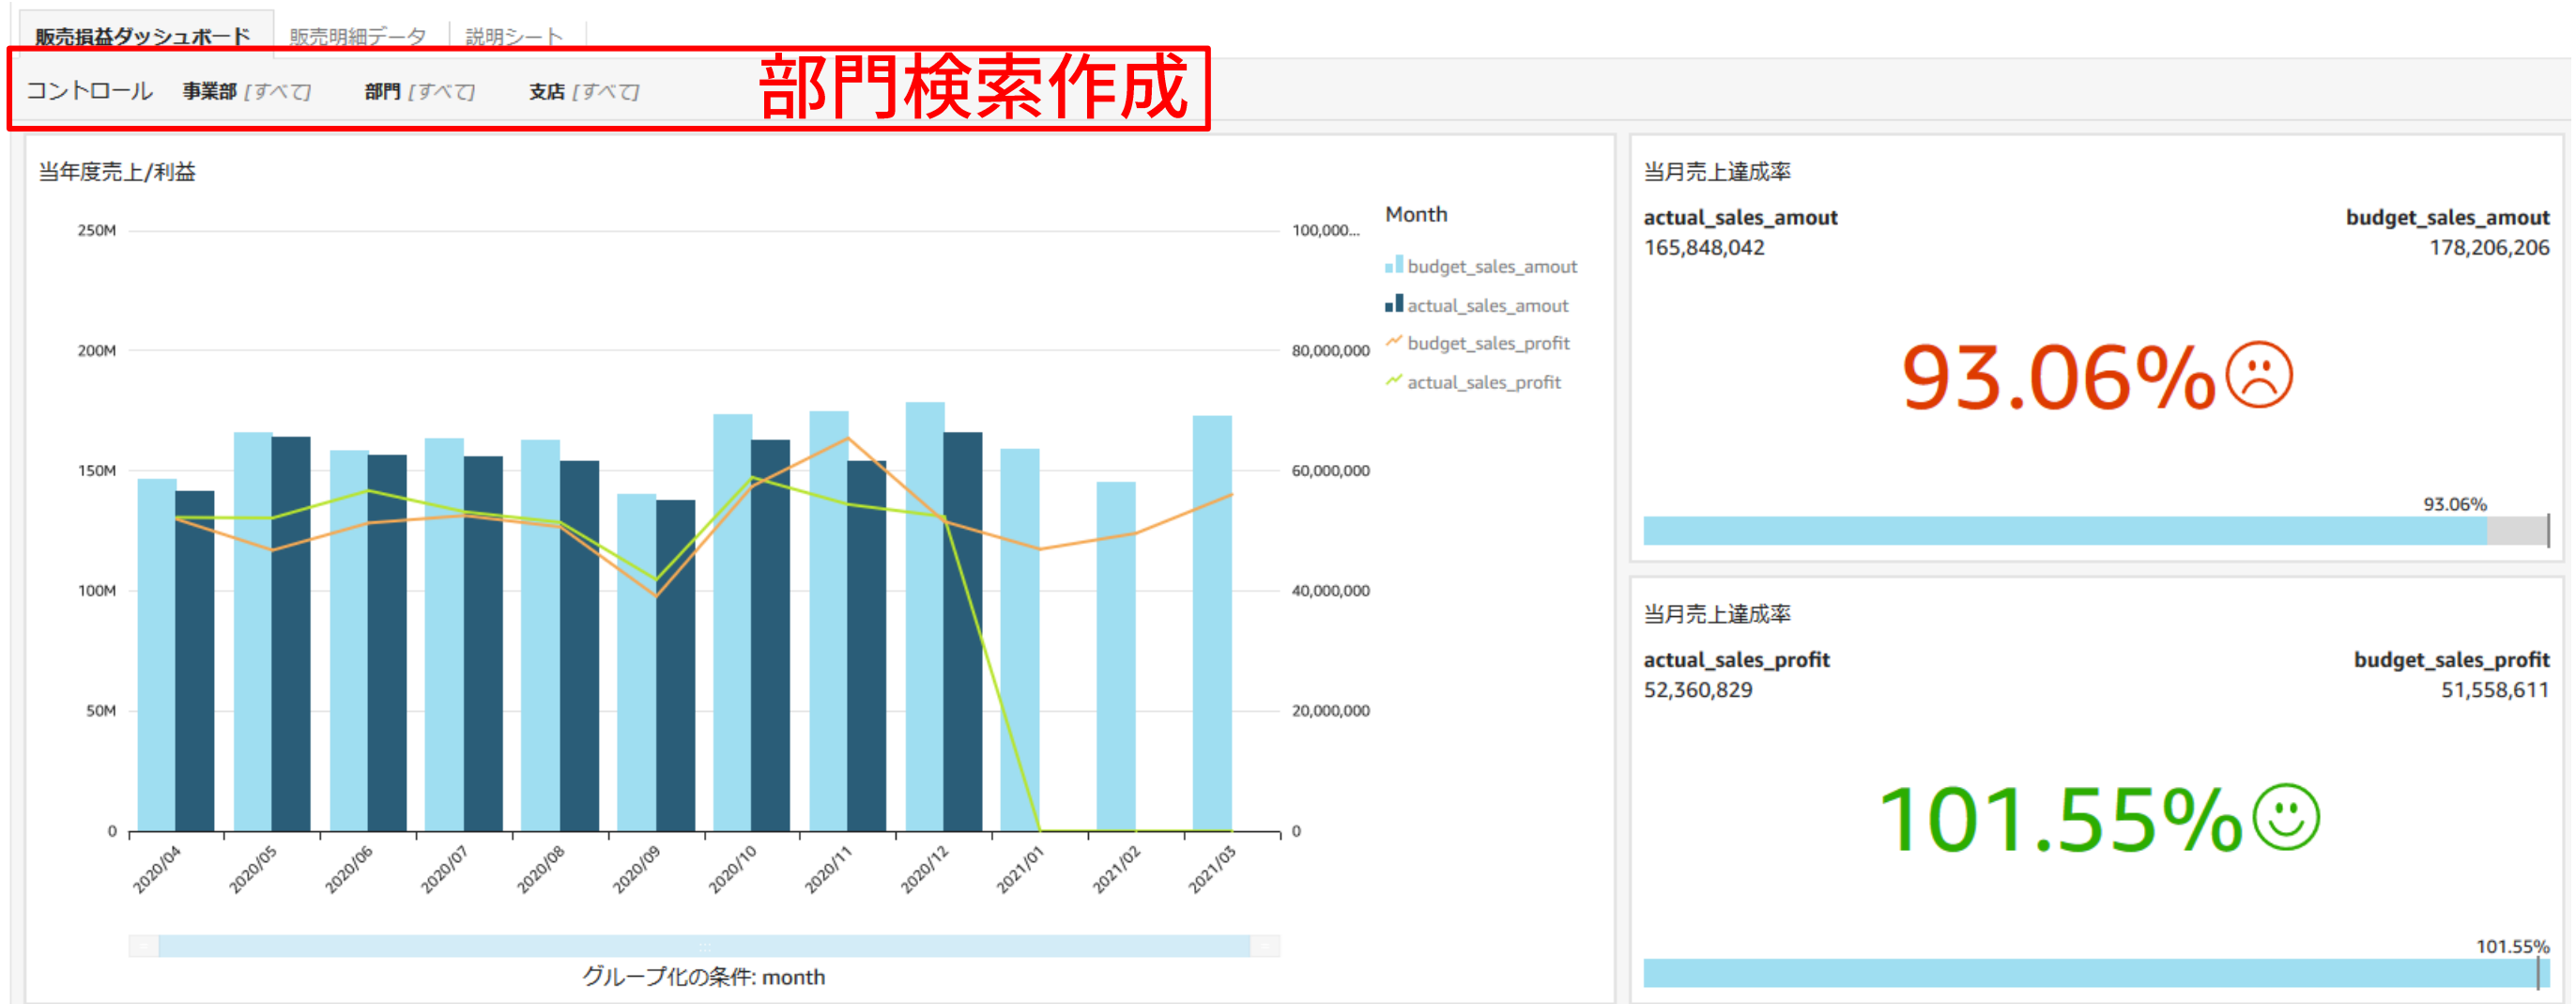 販売損益ダッシュボード 販売明細データ 説明シート
コントロール 事業部 [すべて] 部門 [すべて] 支店 [すべて] 部門検索作成
当年度売上/利益
250M
200M
150M
100M
50M
0
100,000...
80,000,000
60,000,000
40,000,000
20,000,000
0
2020/04 2020/05 2020/06 2020/07 2020/08 2020/09 2020/10 2020/11 2020/12 2021/01 2021/02 2021/03
グループ化の条件: month
Month
budget_sales_amout
actual_sales_amout
budget_sales_profit
actual_sales_profit
当月売上達成率
actual_sales_amout budget_sales_amout
165,848,042 178,206,206
93.06%
93.06%
当月売上達成率
actual_sales_profit budget_sales_profit
52,360,829 51,558,611
101.55%
101.55%